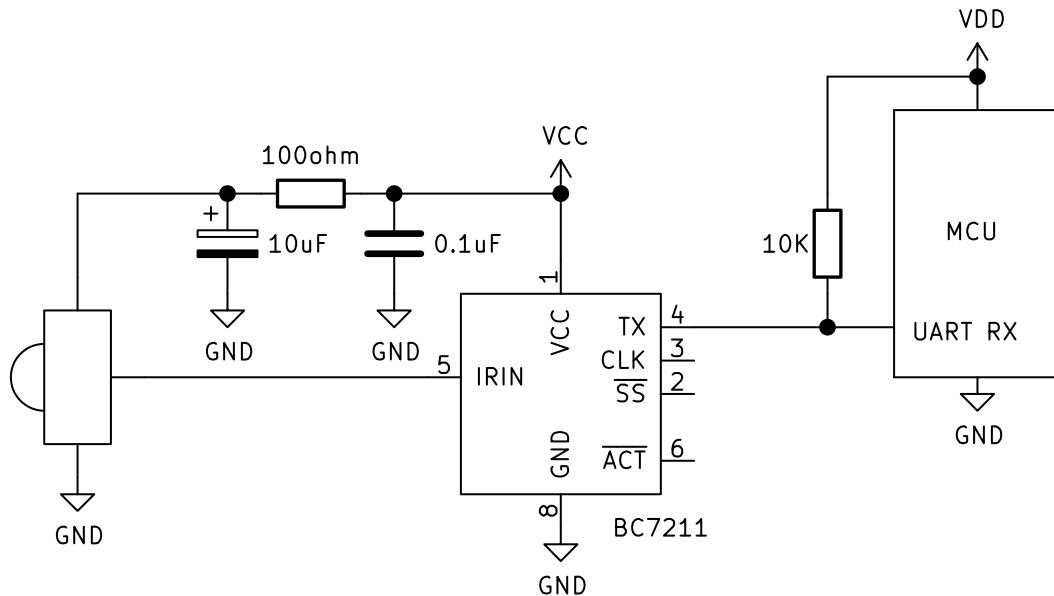 VDD
VCC
100ohm
+
10uF
0.1uF
10K
MCU
1
VCC
TX
4
UART RX
GND
GND
CLK
3
5
IRIN
SS
2
GND
GND
ACT
6
8
BC7211
GND
GND